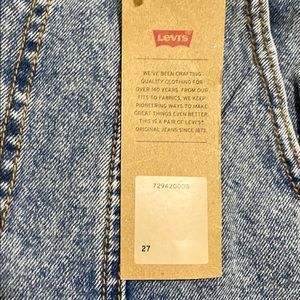 Levi's
WE'VE BEEN CRAFTING
QUALITY CLOTHING FOR
OVER 140 YEARS. FROM OUR
FITS TO FABRICS, WE KEEP
PIONEERING WAYS TO MAKE
GREAT THINGS EVEN BETTER.
THIS IS A PAIR OF LEVI'S®
ORIGINAL JEANS SINCE 1873.
729420000
27